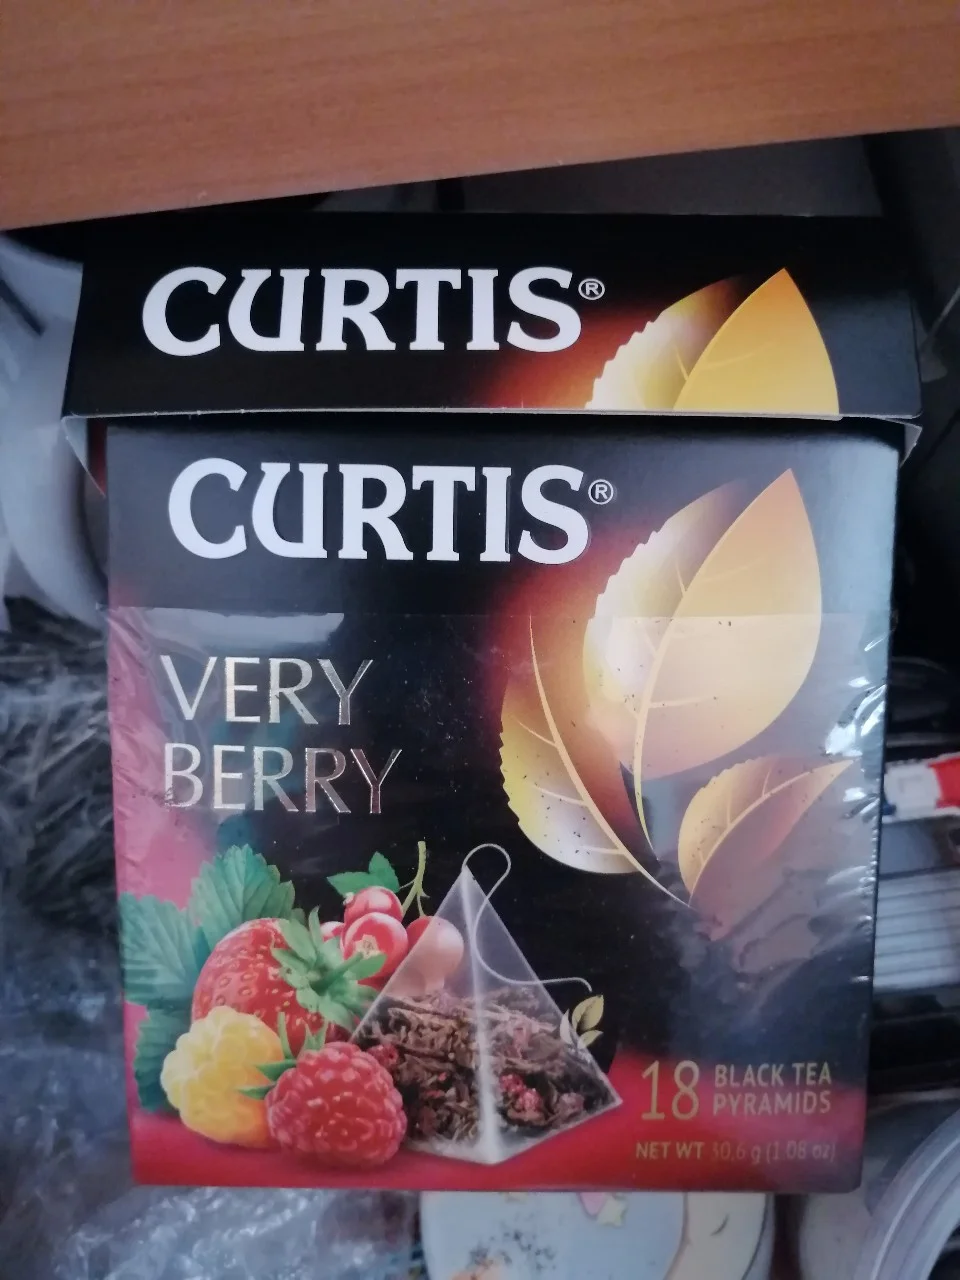 CURTIS®
CURTIS®
VERY
BERRY
18 BLACK TEA
PYRAMIDS
NET WT 30,6 g (1.08 oz)